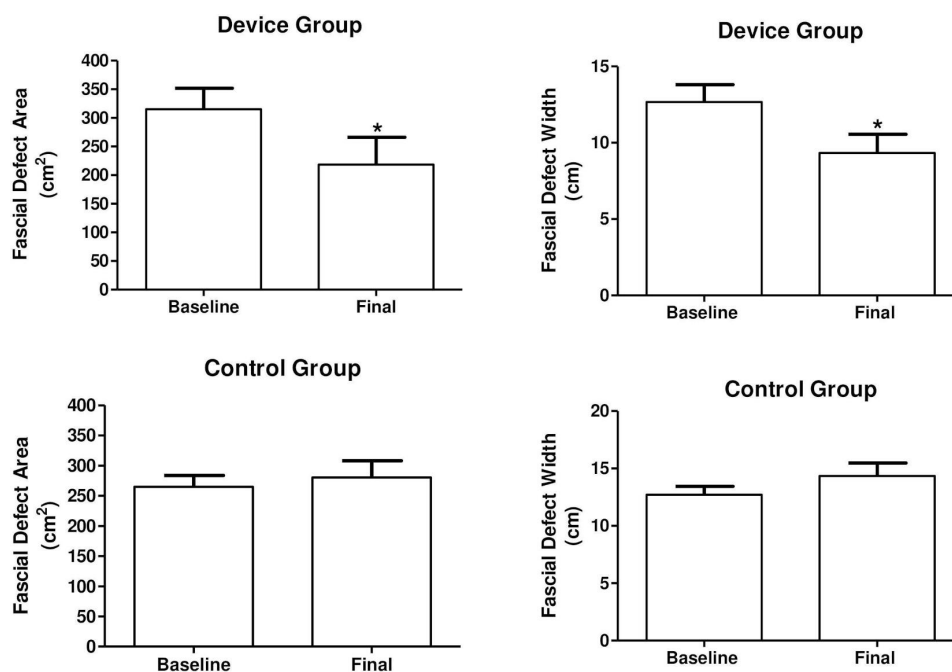 Device Group
Fascial Defect Area
(cm²)
400
350
300
250
200
150
100
50
0
*
Baseline
Final
Device Group
Fascial Defect Width
(cm)
15
10
5
0
*
Baseline
Final
Control Group
Fascial Defect Area
(cm²)
400
350
300
250
200
150
100
50
0
Baseline
Final
Control Group
Fascial Defect Width
(cm)
20
15
10
5
0
Baseline
Final